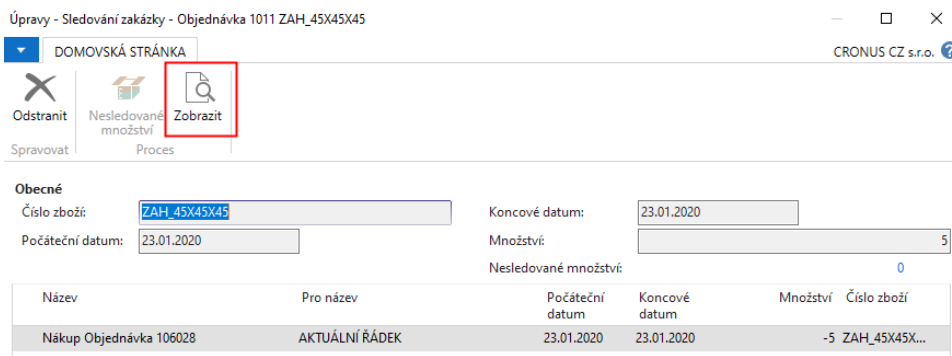 Úpravy - Sledování zakázky - Objednávka 1011 ZAH_45X45X45
DOMOVSKÁ STRÁNKA
CRONUS CZ s.r.o.
Odstranit
Nesledované množství
Zobrazit
Spravovat
Proces
Obecné
Číslo zboží: ZAH_45X45X45
Koncové datum: 23.01.2020
Počáteční datum: 23.01.2020
Množství: 5
Nesledované množství: 0
Název Pro název Počáteční datum Koncové datum Množství Číslo zboží
Nákup Objednávka 106028 AKTUÁLNÍ ŘÁDEK 23.01.2020 23.01.2020 -5 ZAH_45X45X...